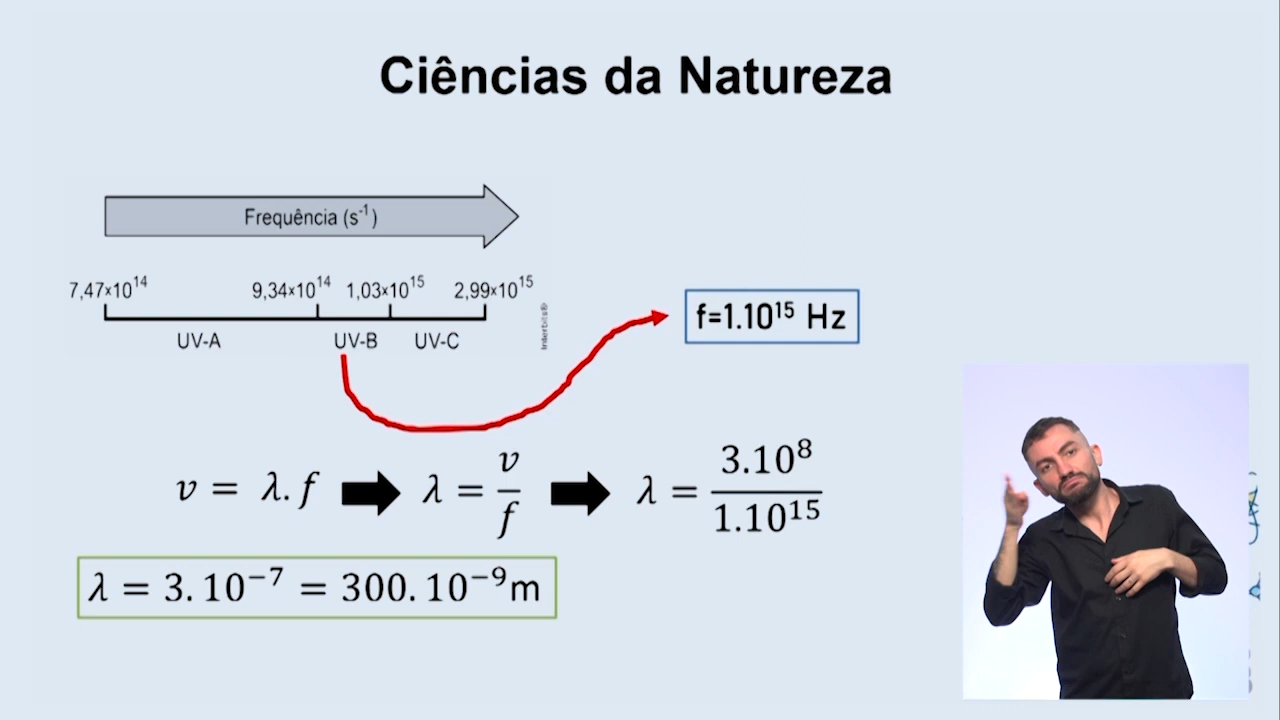 Ciências da Natureza
Frequência (s⁻¹)
7,47×10¹⁴ 9,34×10¹⁴ 1,03×10¹⁵ 2,99×10¹⁵
UV-A UV-B UV-C
Interbits®
f=1.10¹⁵ Hz
v = λ.f ➡ λ = v/f ➡ λ = 3.10⁸/1.10¹⁵
λ = 3.10⁻⁷ = 300.10⁻⁹m